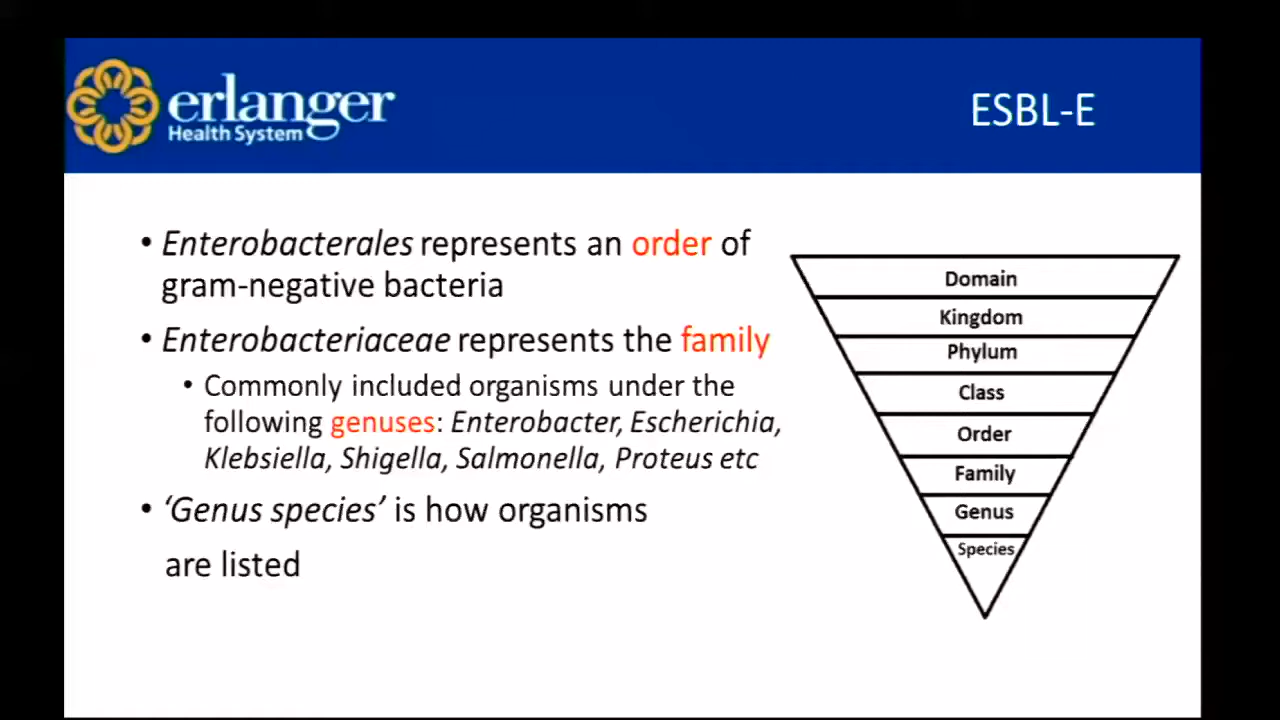 erlanger
Health System
ESBL-E
• Enterobacterales represents an order of
gram-negative bacteria
• Enterobacteriaceae represents the family
• Commonly included organisms under the
following genuses: Enterobacter, Escherichia,
Klebsiella, Shigella, Salmonella, Proteus etc
• ‘Genus species’ is how organisms
are listed
Domain
Kingdom
Phylum
Class
Order
Family
Genus
Species